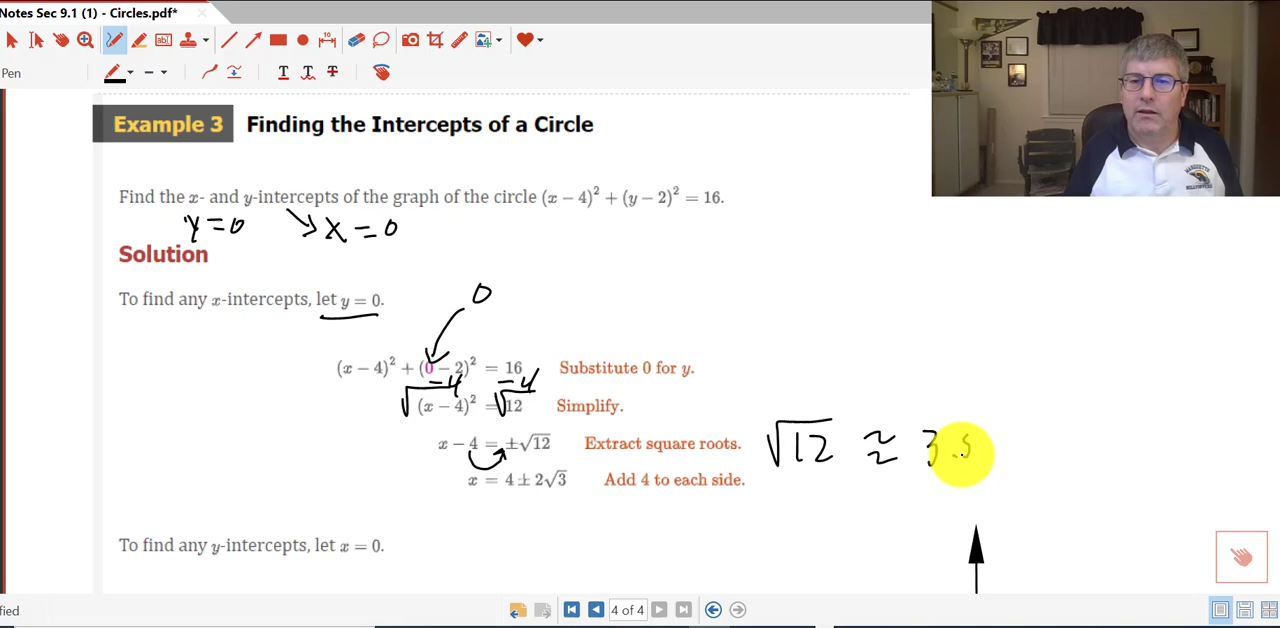 Notes Sec 9.1 (1) - Circles.pdf*
10
Pen
Example 3 Finding the Intercepts of a Circle
Find the x- and y-intercepts of the graph of the circle (x − 4)² + (y − 2)² = 16.
y = 0 x = 0
Solution
To find any x-intercepts, let y = 0.
0
(x − 4)² + (0 − 2)² = 16 Substitute 0 for y.
−4 −4
√(x − 4)² = √12 Simplify.
x − 4 = ±√12 Extract square roots.
√12 ≈ 3.5
x = 4 ± 2√3 Add 4 to each side.
To find any y-intercepts, let x = 0.
fied
4 of 4